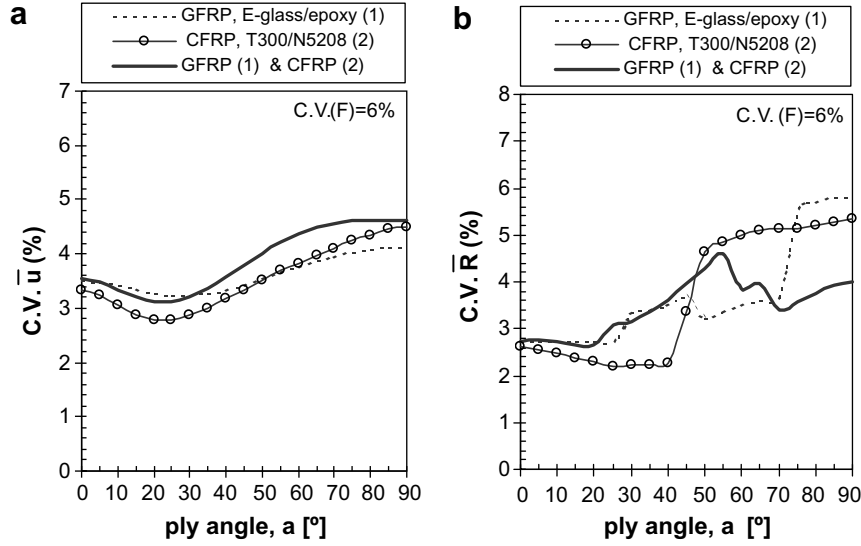 a
GFRP, E-glass/epoxy (1)
CFRP, T300/N5208 (2)
GFRP (1) & CFRP (2)
C.V.(F)=6%
C.V. u̅ (%)
7
6
5
4
3
2
1
0
0 10 20 30 40 50 60 70 80 90
ply angle, a [º]
b
GFRP, E-glass/epoxy (1)
CFRP, T300/N5208 (2)
GFRP (1) & CFRP (2)
C.V. (F)=6%
C.V. R̅ (%)
8
7
6
5
4
3
2
1
0
0 10 20 30 40 50 60 70 80 90
ply angle, a [º]